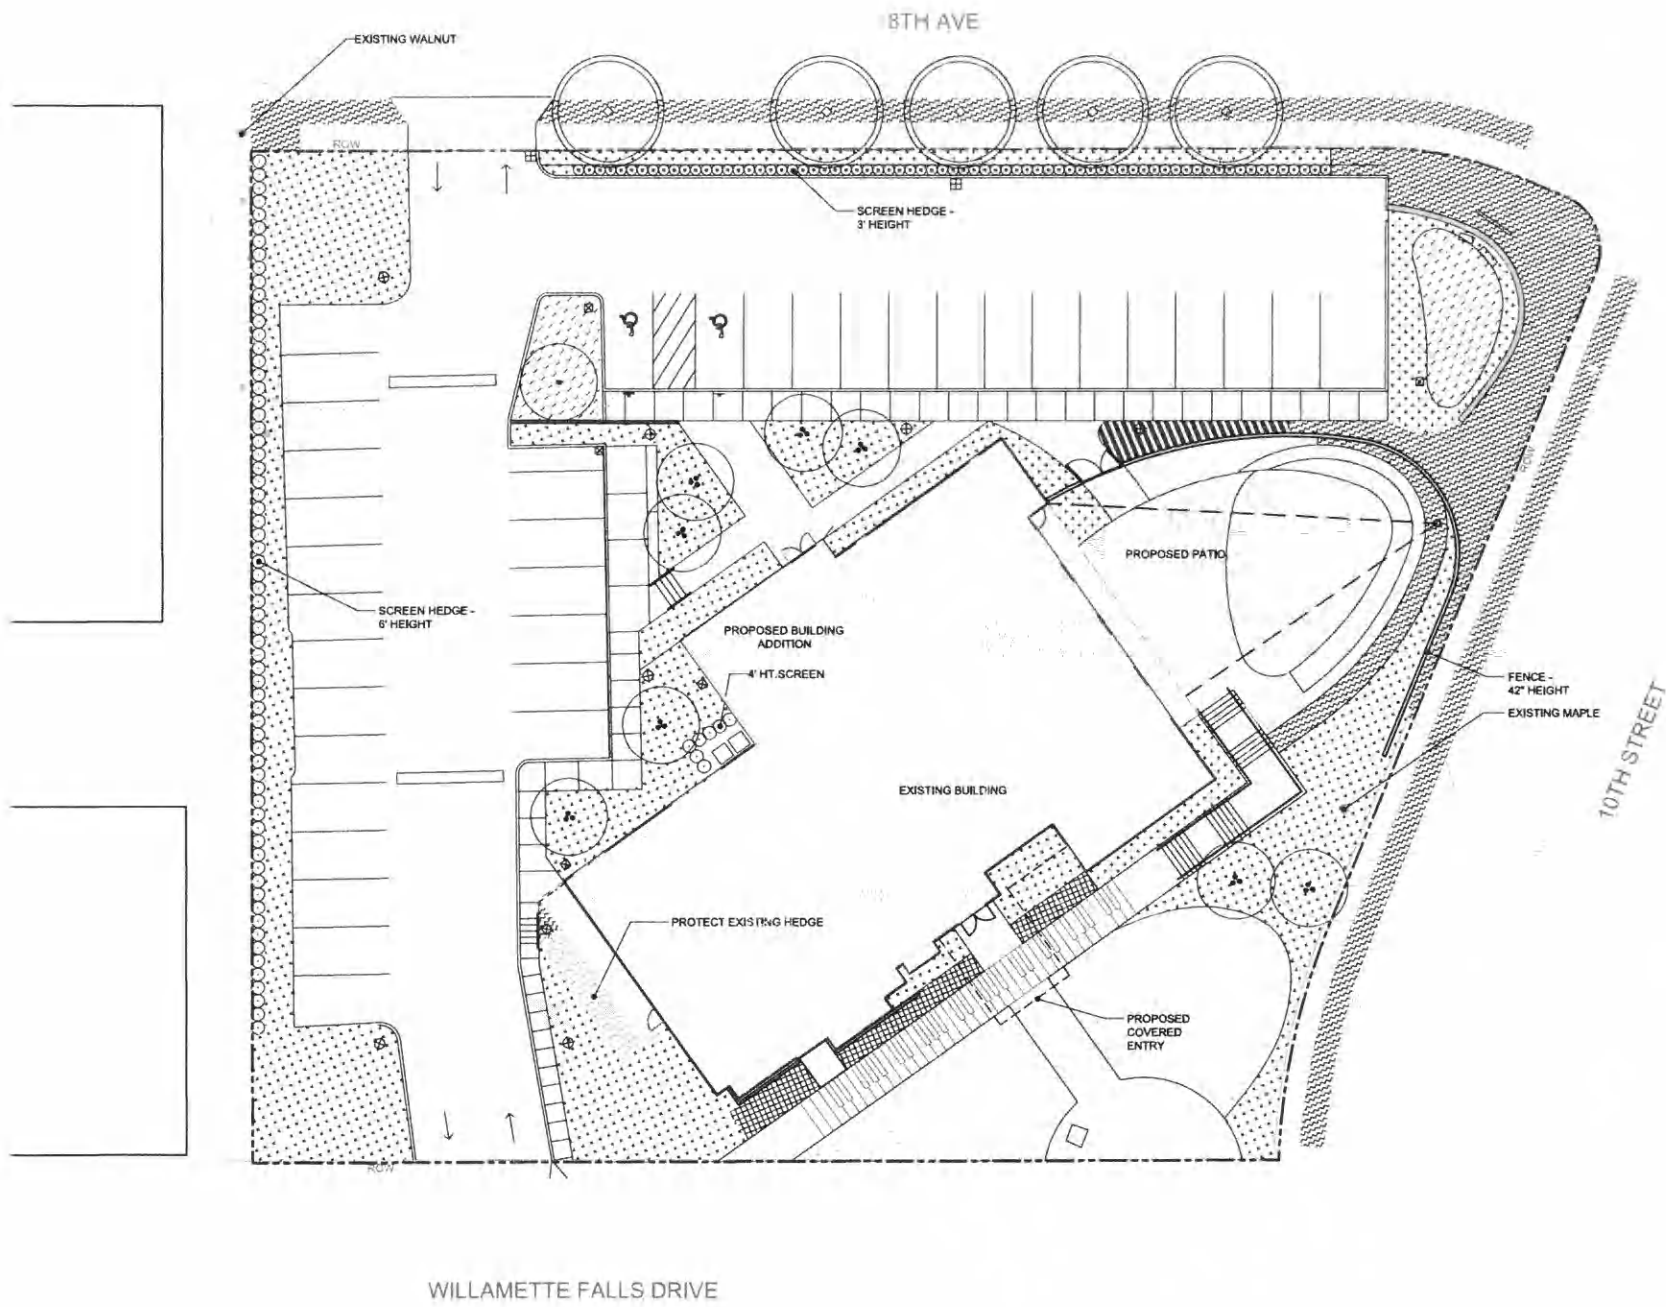 8TH AVE
EXISTING WALNUT
ROW
SCREEN HEDGE -
3' HEIGHT
ROW
PROPOSED PATIO
SCREEN HEDGE -
6' HEIGHT
PROPOSED BUILDING
ADDITION
4' HT. SCREEN
FENCE -
42" HEIGHT
EXISTING MAPLE
10TH STREET
EXISTING BUILDING
PROTECT EXISTING HEDGE
PROPOSED
COVERED
ENTRY
ROW
WILLAMETTE FALLS DRIVE